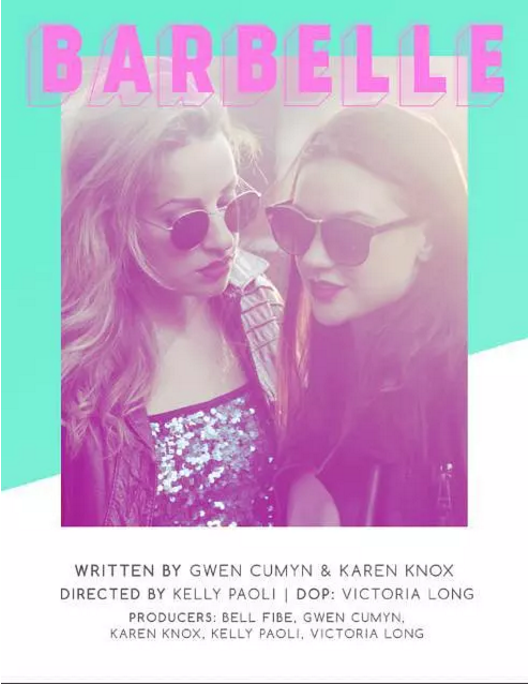 BARBELLE
WRITTEN BY GWEN CUMYN & KAREN KNOX
DIRECTED BY KELLY PAOLI | DOP: VICTORIA LONG
PRODUCERS: BELL FIBE, GWEN CUMYN,
KAREN KNOX, KELLY PAOLI, VICTORIA LONG